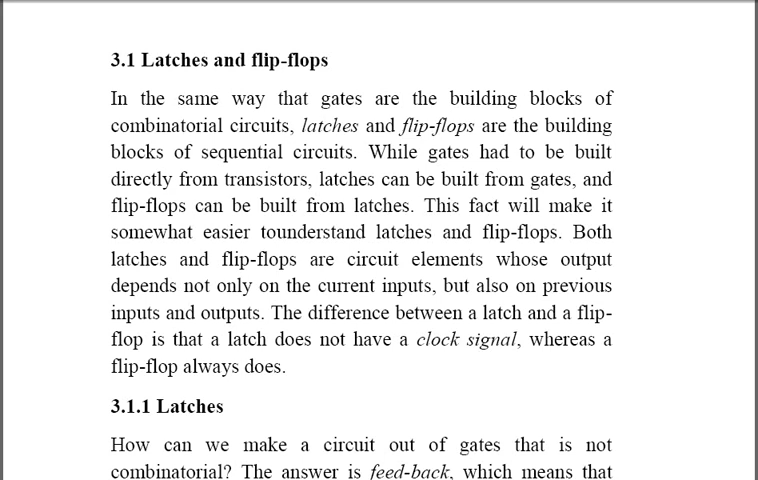 3.1 Latches and flip-flops
In the same way that gates are the building blocks of
combinatorial circuits, latches and flip-flops are the building
blocks of sequential circuits. While gates had to be built
directly from transistors, latches can be built from gates, and
flip-flops can be built from latches. This fact will make it
somewhat easier tounderstand latches and flip-flops. Both
latches and flip-flops are circuit elements whose output
depends not only on the current inputs, but also on previous
inputs and outputs. The difference between a latch and a flip-
flop is that a latch does not have a clock signal, whereas a
flip-flop always does.
3.1.1 Latches
How can we make a circuit out of gates that is not
combinatorial? The answer is feed-back, which means that